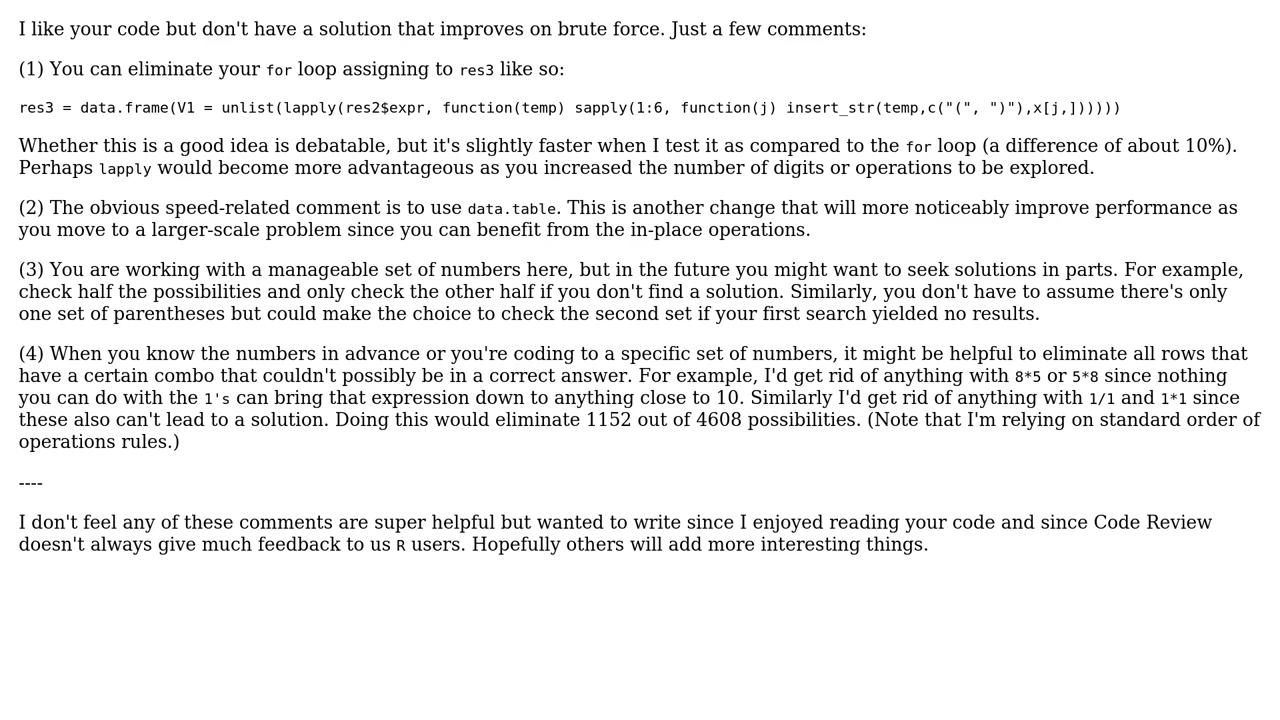 I like your code but don't have a solution that improves on brute force. Just a few comments:
(1) You can eliminate your for loop assigning to res3 like so:
res3 = data.frame(V1 = unlist(lapply(res2$expr, function(temp) sapply(1:6, function(j) insert_str(temp,c("(", ")"),x[j,])))))
Whether this is a good idea is debatable, but it's slightly faster when I test it as compared to the for loop (a difference of about 10%).
Perhaps lapply would become more advantageous as you increased the number of digits or operations to be explored.
(2) The obvious speed-related comment is to use data.table. This is another change that will more noticeably improve performance as
you move to a larger-scale problem since you can benefit from the in-place operations.
(3) You are working with a manageable set of numbers here, but in the future you might want to seek solutions in parts. For example,
check half the possibilities and only check the other half if you don't find a solution. Similarly, you don't have to assume there's only
one set of parentheses but could make the choice to check the second set if your first search yielded no results.
(4) When you know the numbers in advance or you're coding to a specific set of numbers, it might be helpful to eliminate all rows that
have a certain combo that couldn't possibly be in a correct answer. For example, I'd get rid of anything with 8*5 or 5*8 since nothing
you can do with the 1's can bring that expression down to anything close to 10. Similarly I'd get rid of anything with 1/1 and 1*1 since
these also can't lead to a solution. Doing this would eliminate 1152 out of 4608 possibilities. (Note that I'm relying on standard order of
operations rules.)
----
I don't feel any of these comments are super helpful but wanted to write since I enjoyed reading your code and since Code Review
doesn't always give much feedback to us R users. Hopefully others will add more interesting things.